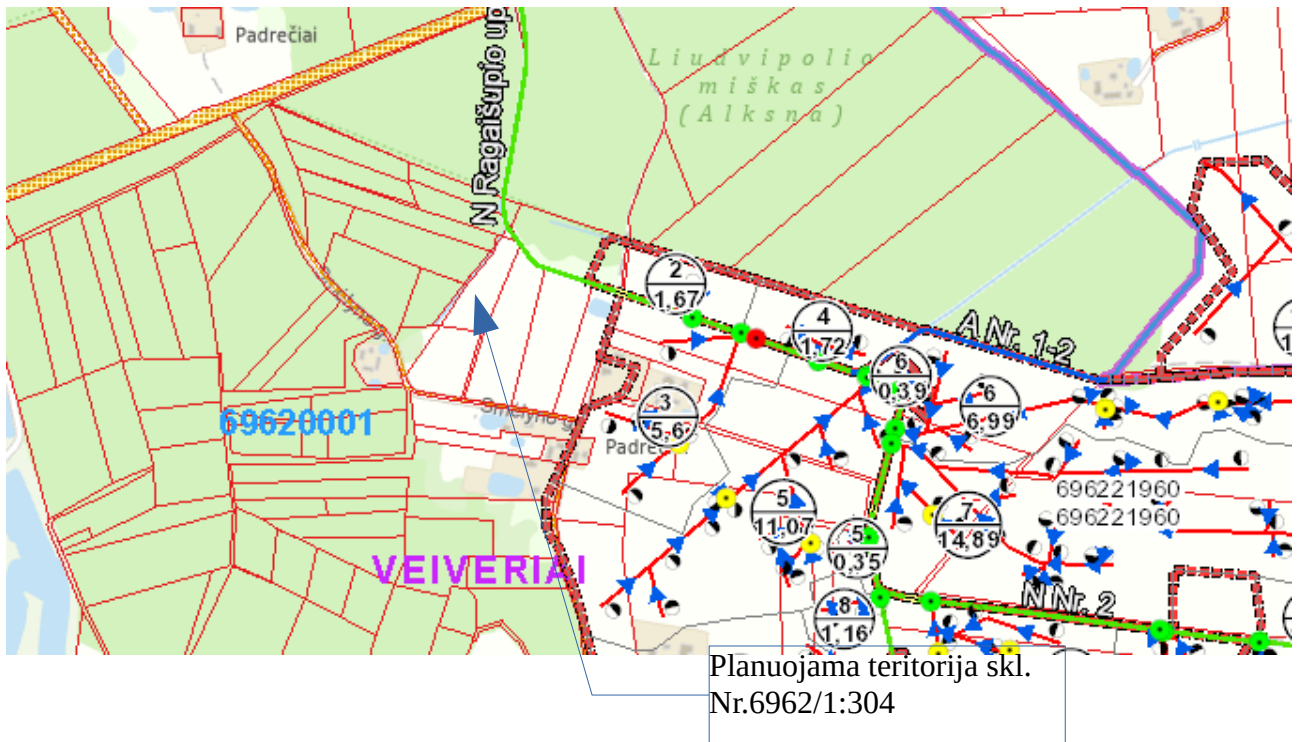 Padrečiai
N Ragaišupio up
Liudvipolio
miškas
(Alksna)
2
1,67
4
1,72
A Nr. 1-2
6
0,39
6
6,99
3
5,6
69620001
Smėlyno g.
5
11,07
7
14,89
696221960
696221960
5
0,35
VEIVERIAI
N Nr. 2
8
1,16
Planuojama teritorija skl.
Nr.6962/1:304